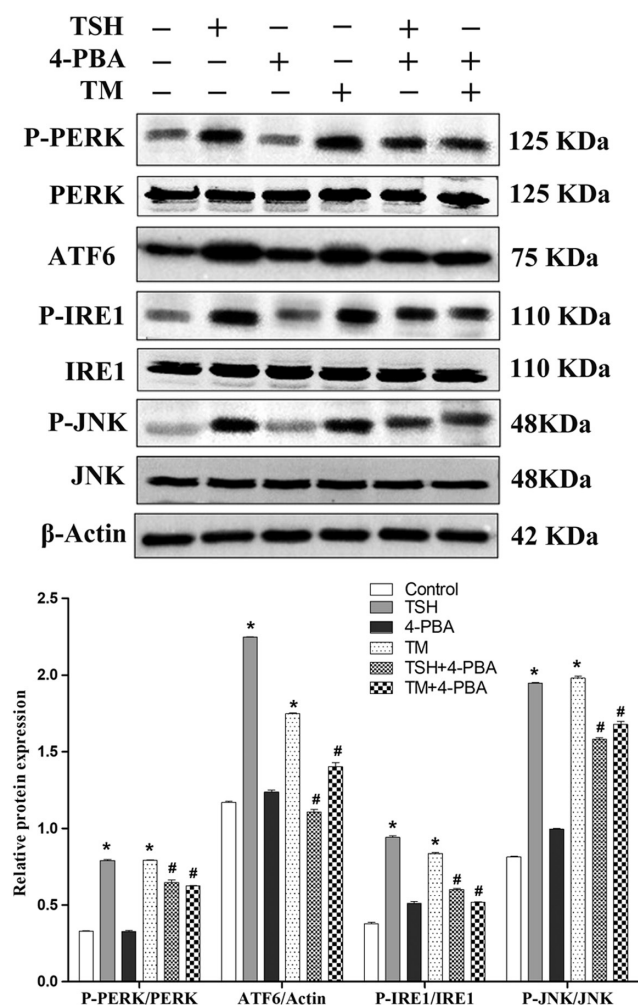 TSH – + – – + –
4-PBA – – + – + +
TM – – – + – +
P-PERK 125 KDa
PERK 125 KDa
ATF6 75 KDa
P-IRE1 110 KDa
IRE1 110 KDa
P-JNK 48KDa
JNK 48KDa
β-Actin 42 KDa
Relative protein expression
2.5
2.0
1.5
1.0
0.5
0.0
Control
TSH
4-PBA
TM
TSH+4-PBA
TM+4-PBA
* * # #
* * # #
* * # #
* * # #
P-PERK/PERK ATF6/Actin P-IRE1/IRE1 P-JNK/JNK